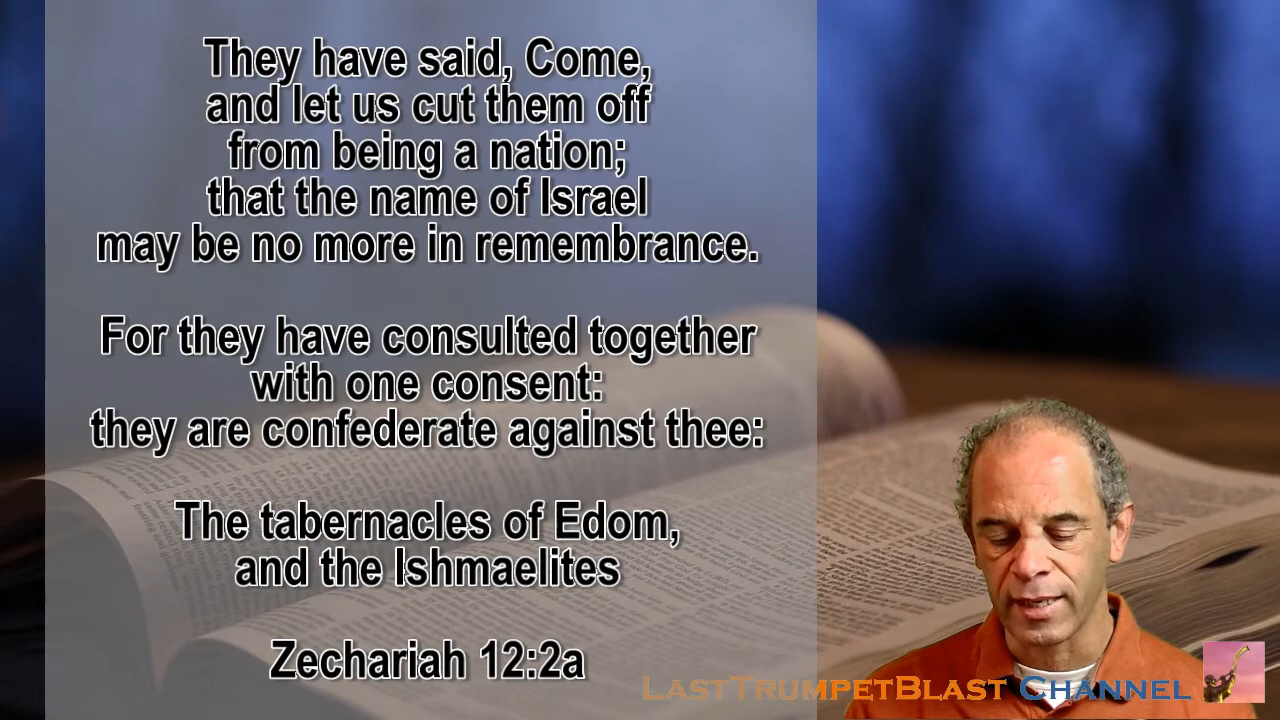 They have said, Come,
and let us cut them off
from being a nation;
that the name of Israel
may be no more in remembrance.
For they have consulted together
with one consent:
they are confederate against thee:
The tabernacles of Edom,
and the Ishmaelites
Zechariah 12:2a
LastTrumpetBlast Channel